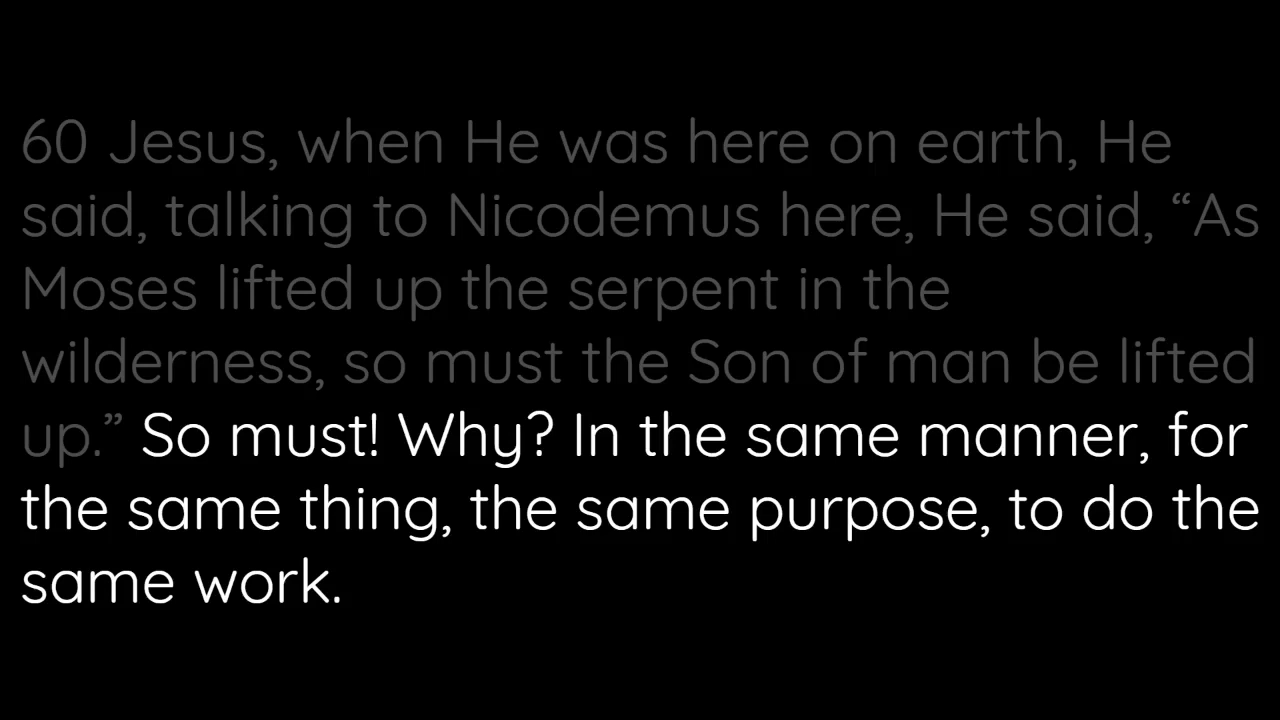 60 Jesus, when He was here on earth, He
said, talking to Nicodemus here, He said, “As
Moses lifted up the serpent in the
wilderness, so must the Son of man be lifted
up.” So must! Why? In the same manner, for
the same thing, the same purpose, to do the
same work.